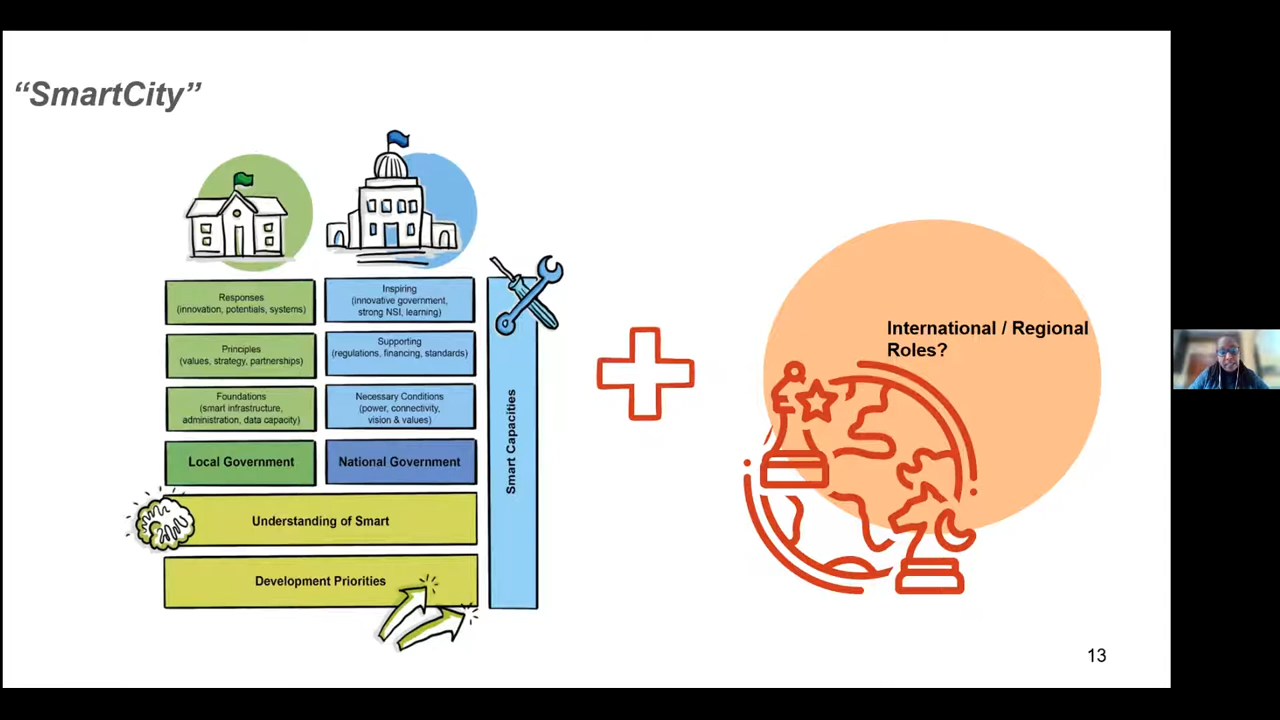 “SmartCity”
Responses
(innovation, potentials, systems)
Principles
(values, strategy, partnerships)
Foundations
(smart infrastructure,
administration, data capacity)
Local Government
Inspiring
(innovative government,
strong NSI, learning)
Supporting
(regulations, financing, standards)
Necessary Conditions
(power, connectivity,
vision & values)
National Government
Understanding of Smart
Development Priorities
Smart Capacities
International / Regional
Roles?
13